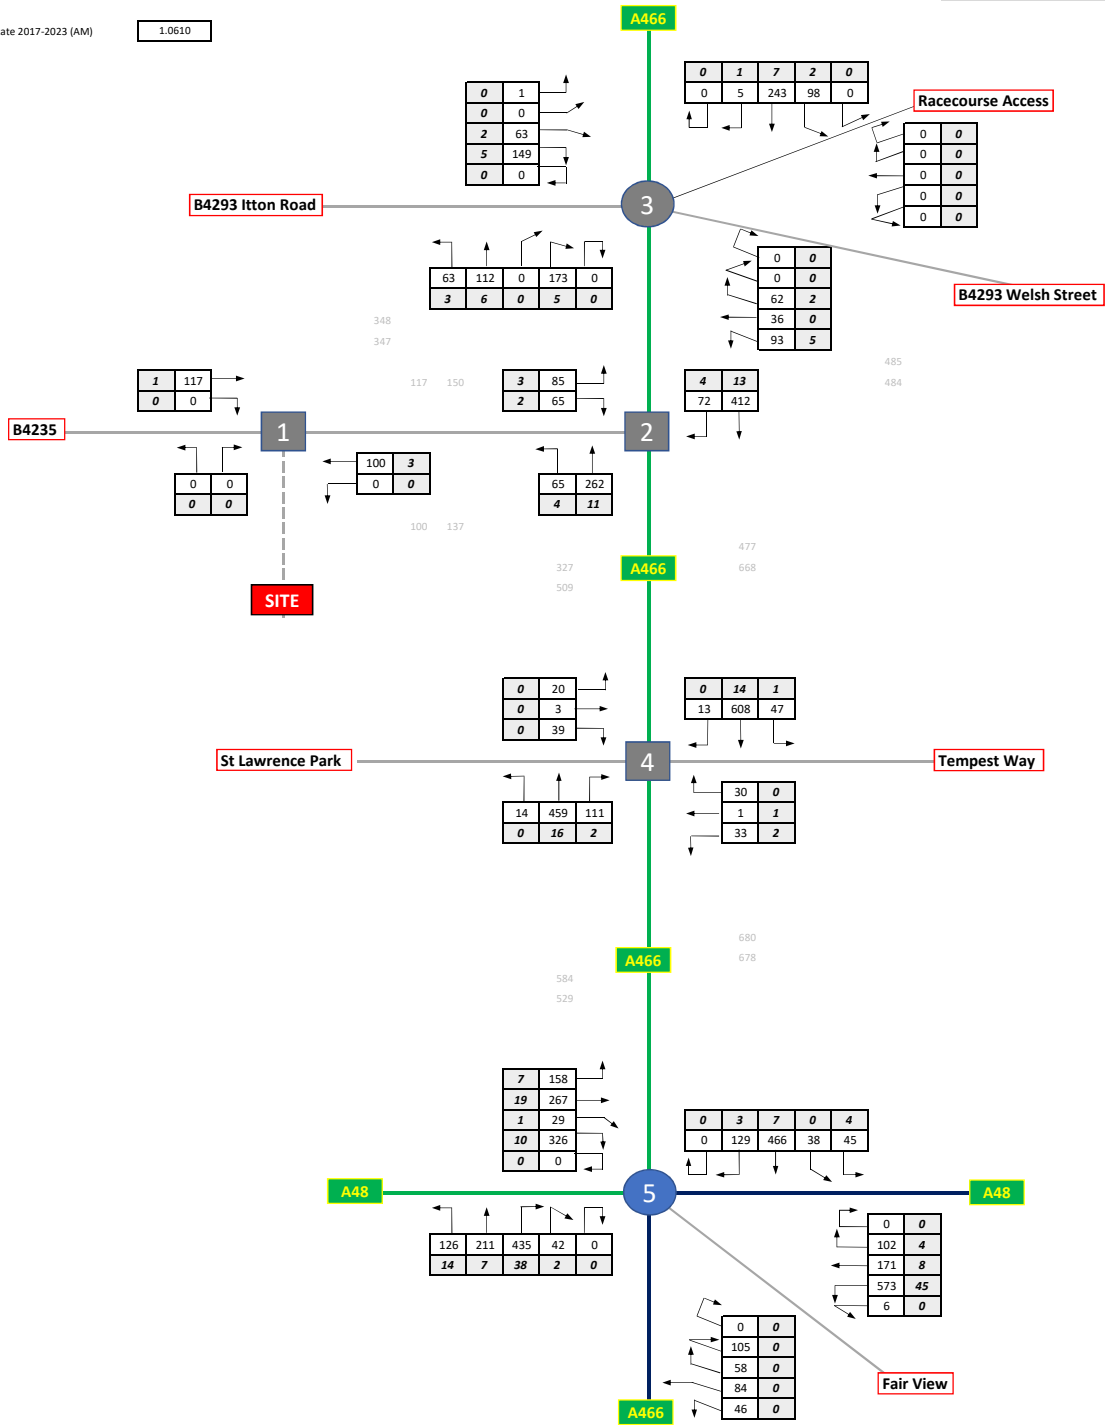 A466
ate 2017-2023 (AM) 1.0610
0 1 7 2 0
0 5 243 98 0
0 1
0 0
2 63
5 149
0 0
Racecourse Access
0 0
0 0
0 0
0 0
0 0
B4293 Itton Road
3
63 112 0 173 0
3 6 0 5 0
0 0
0 0
62 2
36 0
93 5
B4293 Welsh Street
348
347
485
484
1 117
0 0
117 150
3 85
2 65
4 13
72 412
B4235
1
2
0 0
0 0
100 3
0 0
65 262
4 11
100 137
477
668
327
509
A466
SITE
0 20
0 3
0 39
0 14 1
13 608 47
St Lawrence Park
4
Tempest Way
14 459 111
0 16 2
30 0
1 1
33 2
680
678
A466
584
529
7 158
19 267
1 29
10 326
0 0
0 3 7 0 4
0 129 466 38 45
A48
5
A48
126 211 435 42 0
14 7 38 2 0
0 0
102 4
171 8
573 45
6 0
0 0
105 0
58 0
84 0
46 0
Fair View
A466